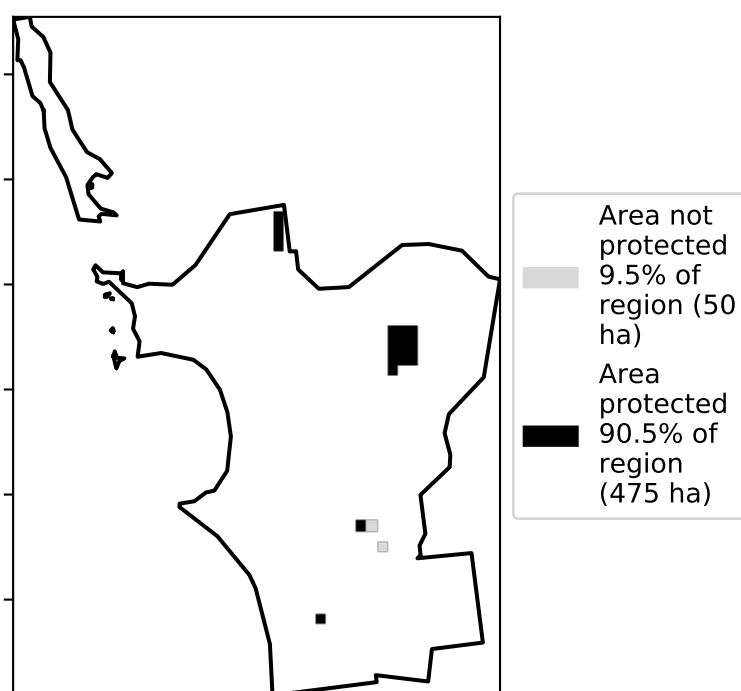 Area not
protected
9.5% of
region (50
ha)
Area
protected
90.5% of
region
(475 ha)